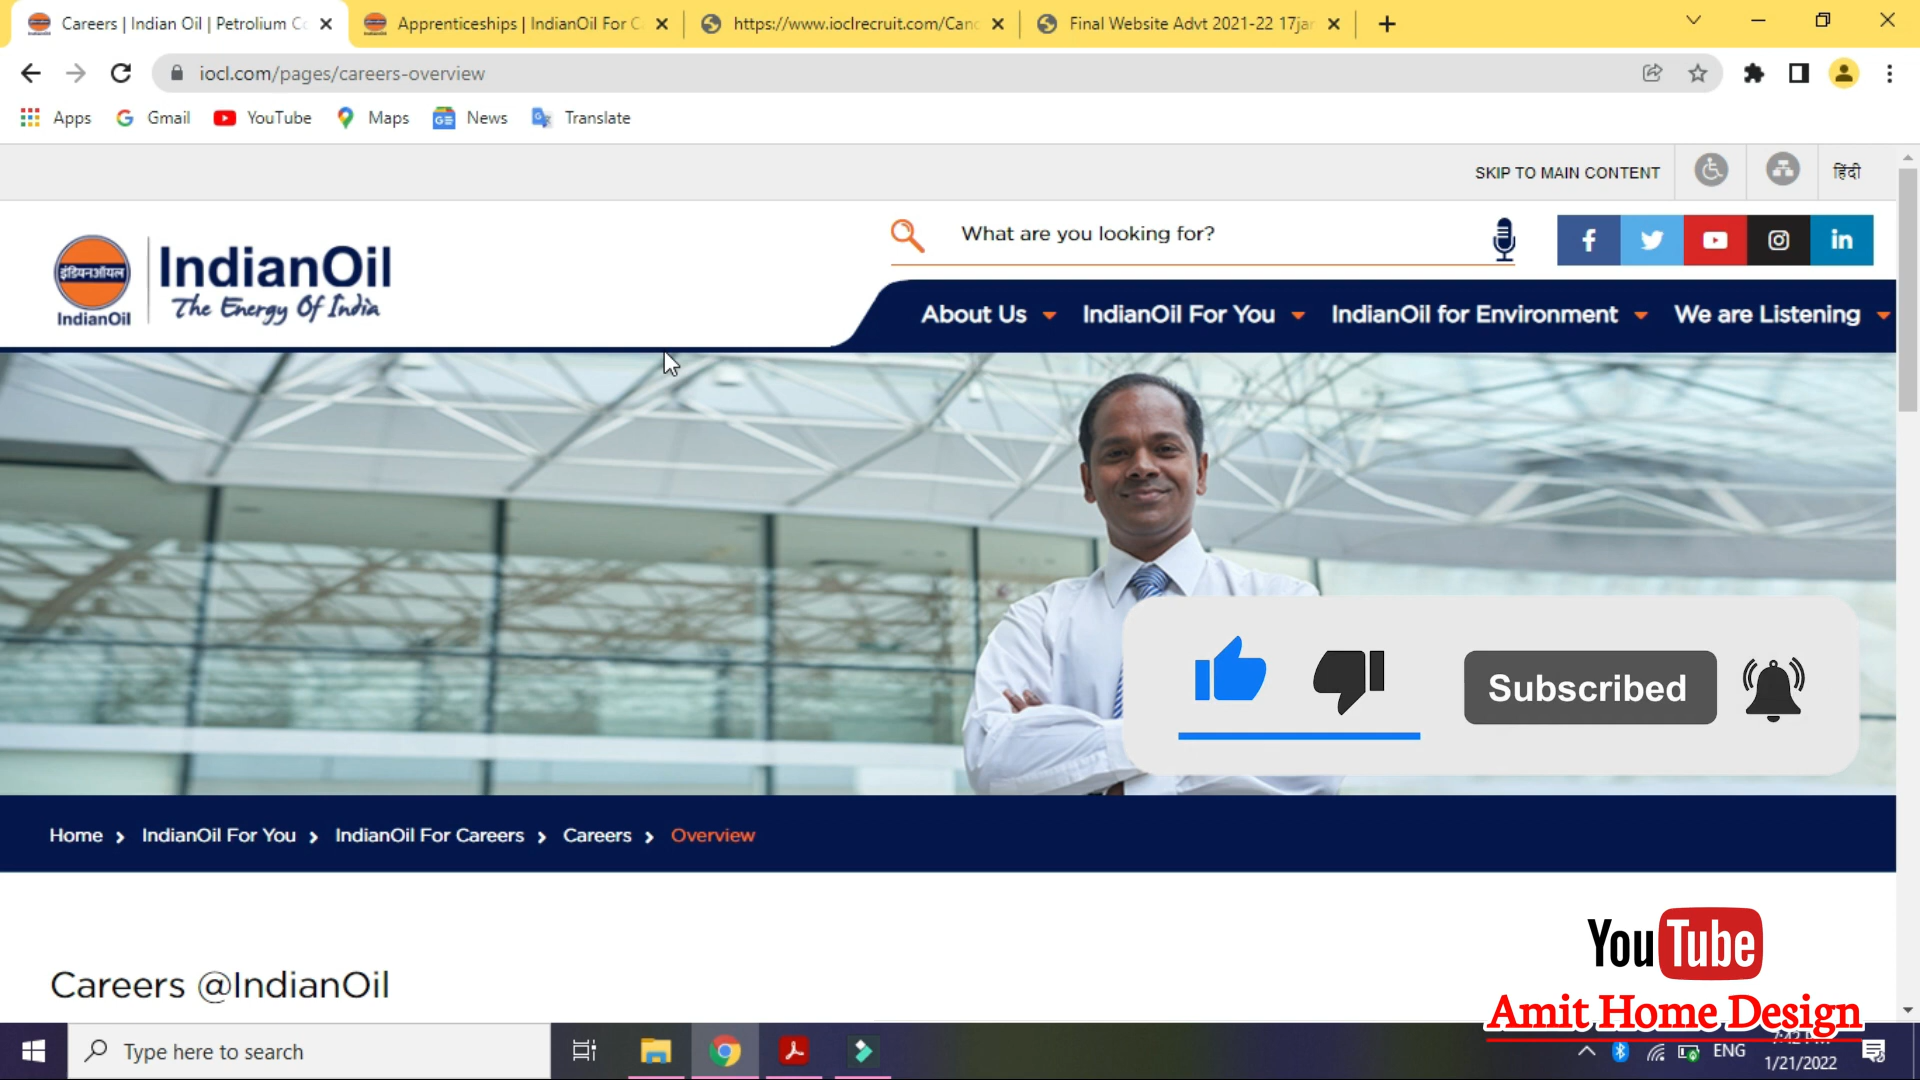 Careers | Indian Oil | Petrolium Co
Apprenticeships | IndianOil For C
https://www.ioclrecruit.com/Canc
Final Website Advt 2021-22 17jan
iocl.com/pages/careers-overview
Apps
Gmail
YouTube
Maps
News
Translate
SKIP TO MAIN CONTENT
हिंदी
इंडियनऑयल
IndianOil
IndianOil
The Energy Of India
What are you looking for?
About Us
IndianOil For You
IndianOil for Environment
We are Listening
Subscribed
Home
IndianOil For You
IndianOil For Careers
Careers
Overview
Careers @IndianOil
YouTube
Amit Home Design
Type here to search
ENG
1/21/2022